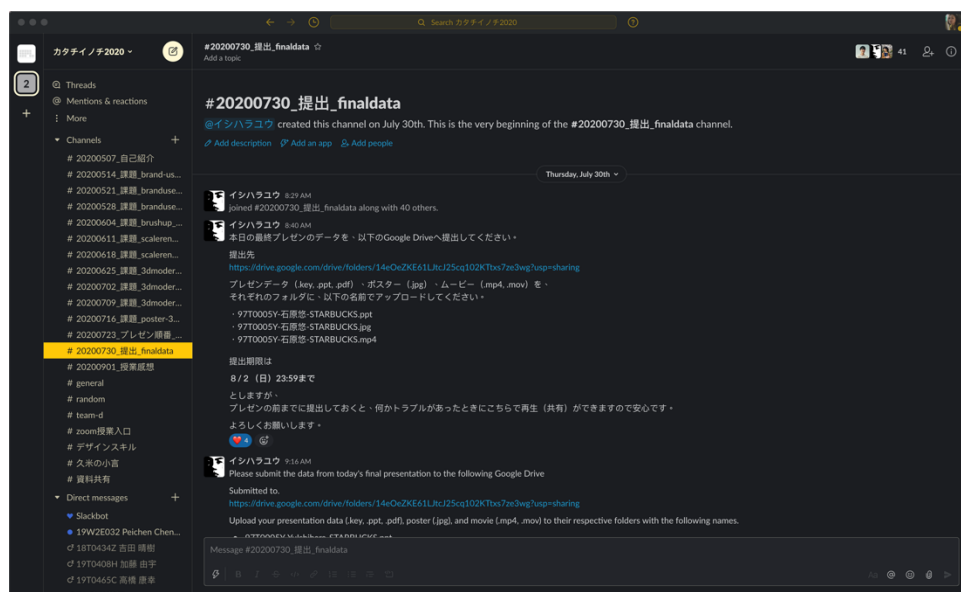 Search カタチイノチ2020
カタチイノチ2020
2
Threads
Mentions & reactions
More
Channels
# 20200507_自己紹介
# 20200514_課題_brand-us...
# 20200521_課題_branduse...
# 20200528_課題_branduse...
# 20200604_課題_brushup_...
# 20200611_課題_scaleren...
# 20200618_課題_scaleren...
# 20200625_課題_3dmoder...
# 20200702_課題_3dmoder...
# 20200709_課題_3dmoder...
# 20200716_課題_poster-3...
# 20200723_プレゼン順番_...
# 20200730_提出_finaldata
# 20200901_授業感想
# general
# random
# team-d
# zoom授業入口
# デザインスキル
# 久米の小言
# 資料共有
Direct messages
Slackbot
19W2E032 Peichen Chen...
18T0434Z 吉田 晴樹
19T0408H 加藤 由宇
19T0465C 高橋 康幸
#20200730_提出_finaldata
Add a topic
41
#20200730_提出_finaldata
@イシハラユウ created this channel on July 30th. This is the very beginning of the #20200730_提出_finaldata channel.
Add description Add an app Add people
Thursday, July 30th
イシハラユウ 8:29 AM
joined #20200730_提出_finaldata along with 40 others.
イシハラユウ 8:40 AM
本日の最終プレゼンのデータを、以下のGoogle Driveへ提出してください。
提出先
https://drive.google.com/drive/folders/14eOeZKE61LJtcJ25cq102KTtxs7ze3wg?usp=sharing
プレゼンデータ（.key, .ppt, .pdf）、ポスター（.jpg）、ムービー（.mp4, .mov）を、
それぞれのフォルダに、以下の名前でアップロードしてください。
・97T0005Y-石原悠-STARBUCKS.ppt
・97T0005Y-石原悠-STARBUCKS.jpg
・97T0005Y-石原悠-STARBUCKS.mp4
提出期限は
8/2（日）23:59まで
としますが、
プレゼンの前までに提出しておくと、何かトラブルがあったときにこちらで再生（共有）ができますので安心です。
よろしくお願いします。
4
イシハラユウ 9:16 AM
Please submit the data from today's final presentation to the following Google Drive
Submitted to.
https://drive.google.com/drive/folders/14eOeZKE61LJtcJ25cq102KTtxs7ze3wg?usp=sharing
Upload your presentation data (.key, .ppt, .pdf), poster (.jpg), and movie (.mp4, .mov) to their respective folders with the following names.
Message #20200730_提出_finaldata
Aa